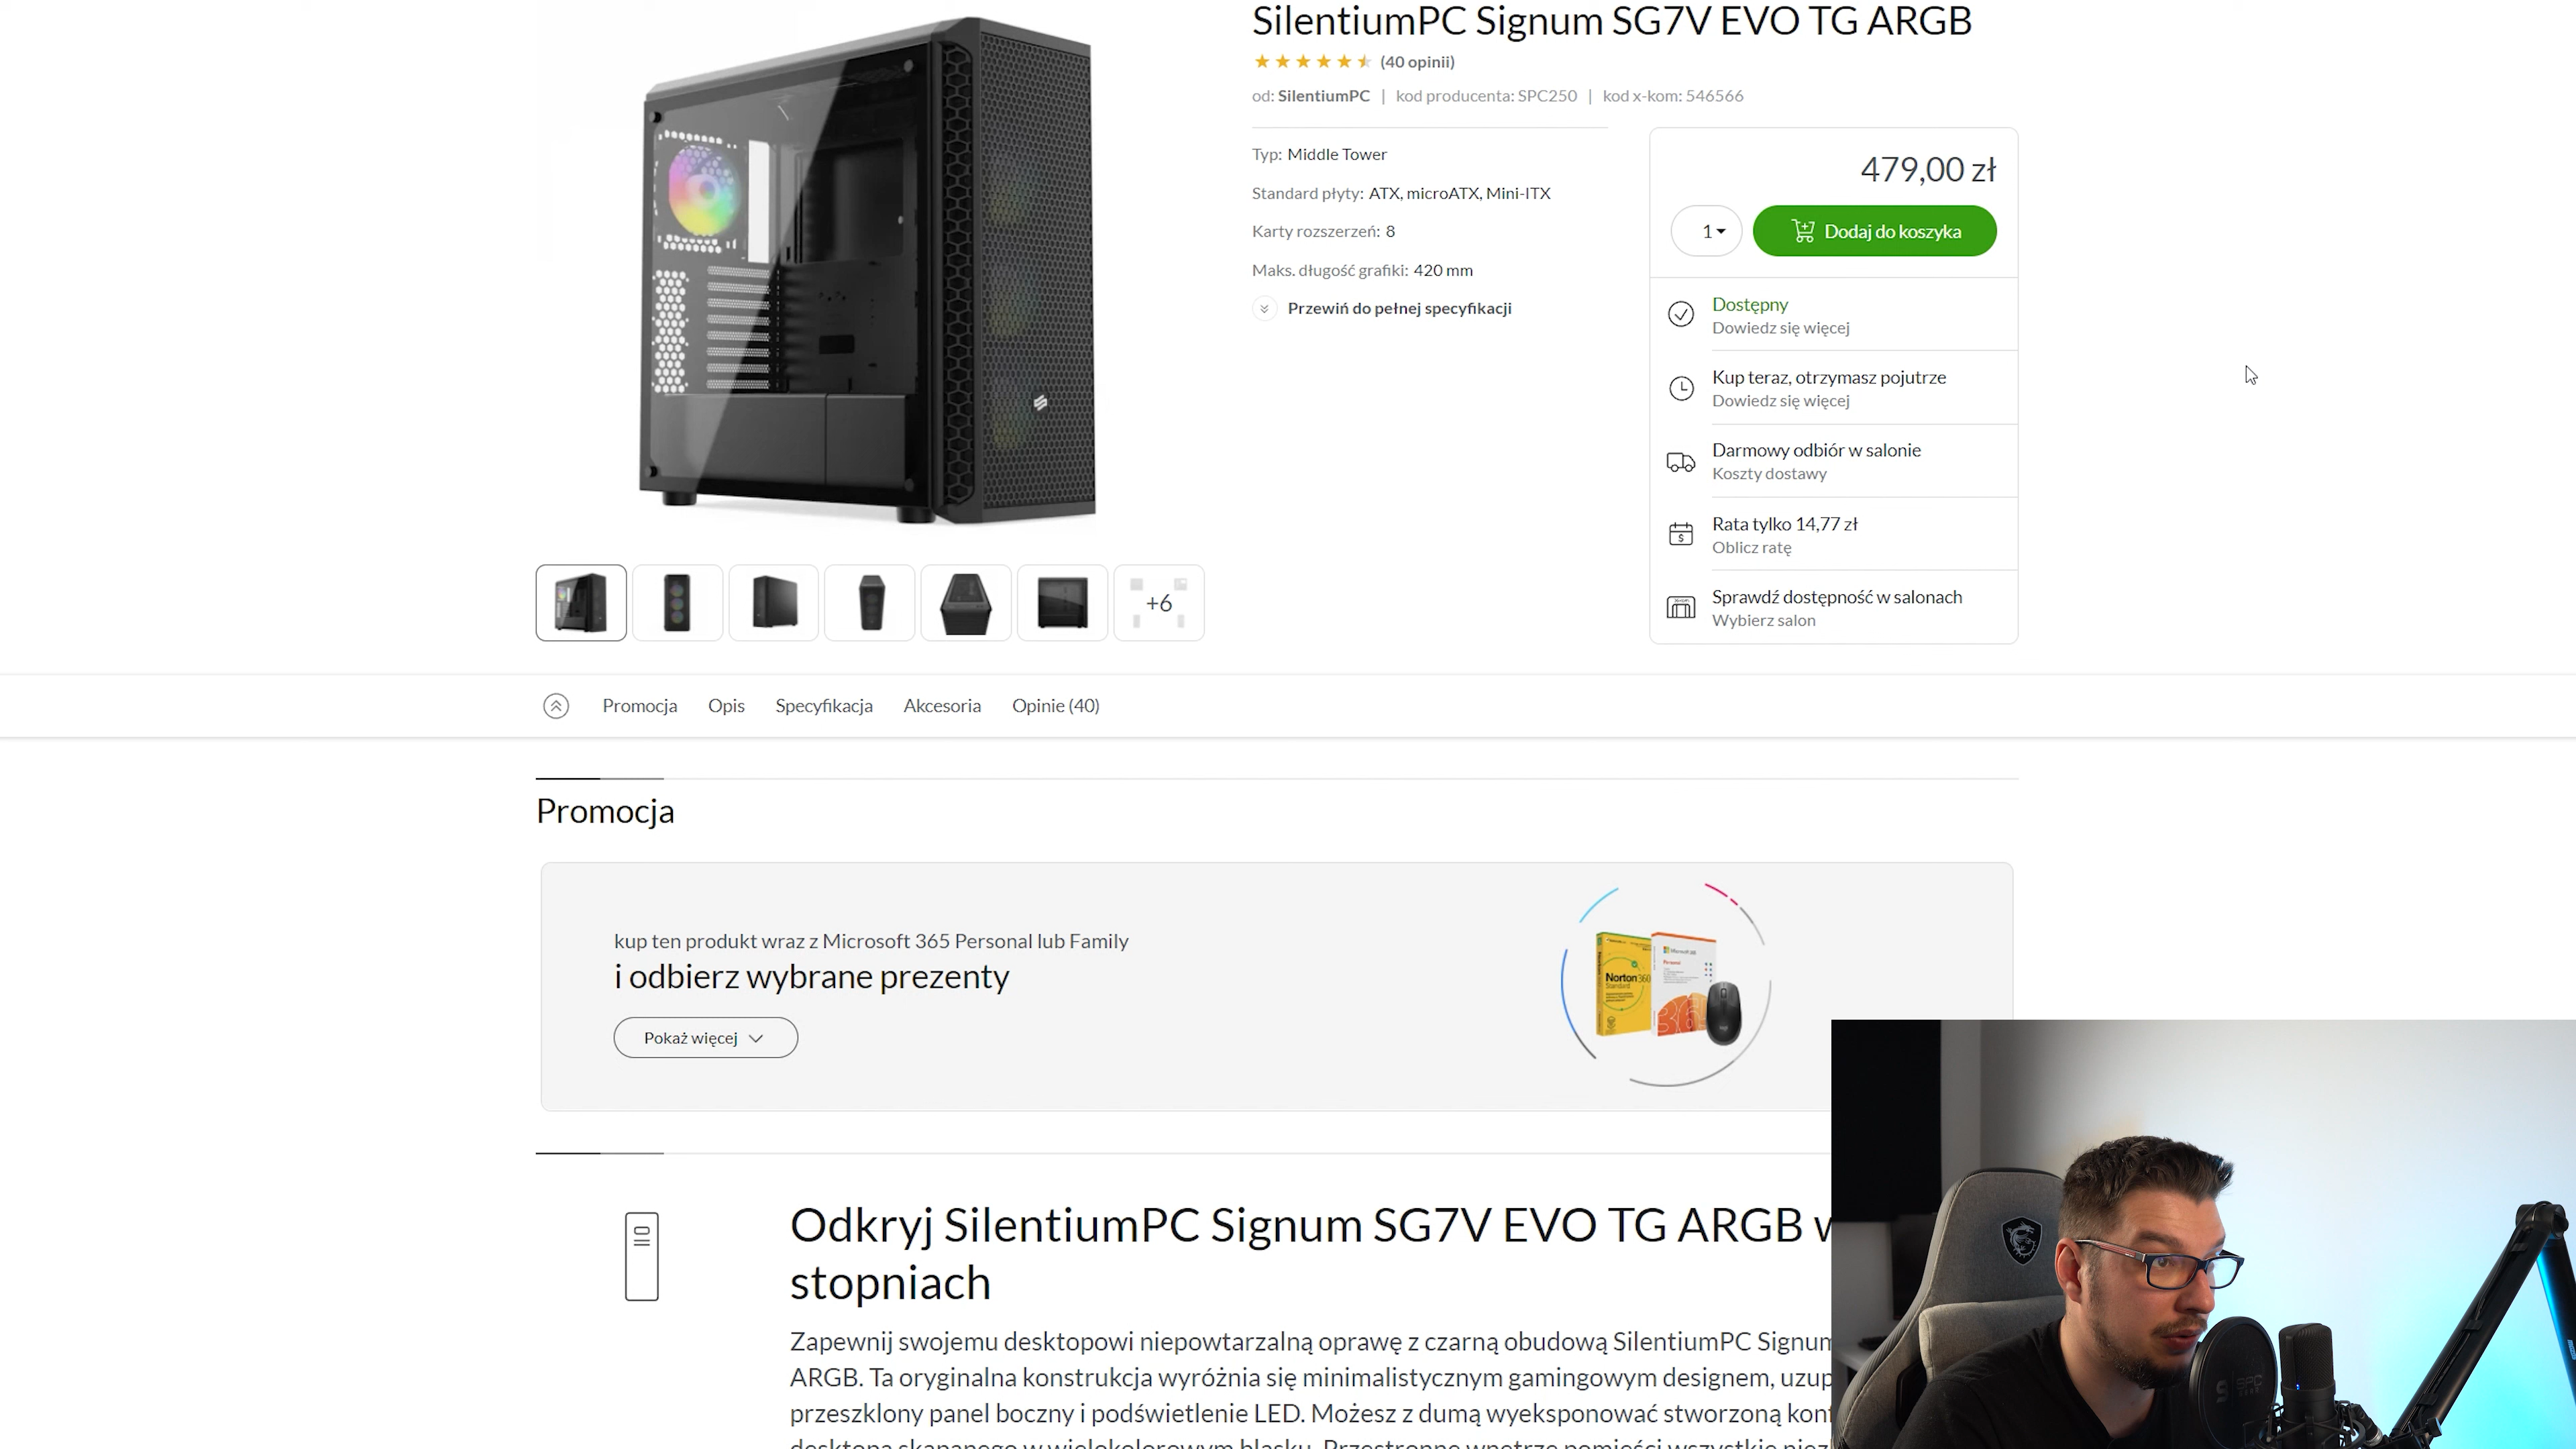 SilentiumPC Signum SG7V EVO TG ARGB
(40 opinii)
od: SilentiumPC | kod producenta: SPC250 | kod x-kom: 546566
Typ: Middle Tower
Standard płyty: ATX, microATX, Mini-ITX
Karty rozszerzeń: 8
Maks. długość grafiki: 420 mm
Przewiń do pełnej specyfikacji
479,00 zł
1
Dodaj do koszyka
Dostępny
Dowiedz się więcej
Kup teraz, otrzymasz pojutrze
Dowiedz się więcej
Darmowy odbiór w salonie
Koszty dostawy
Rata tylko 14,77 zł
Oblicz ratę
Sprawdź dostępność w salonach
Wybierz salon
+6
Promocja
Opis
Specyfikacja
Akcesoria
Opinie (40)
Promocja
kup ten produkt wraz z Microsoft 365 Personal lub Family
i odbierz wybrane prezenty
Pokaż więcej
Norton 360
Standard
Odkryj SilentiumPC Signum SG7V EVO TG ARGB
stopniach
Zapewnij swojemu desktopowi niepowtarzalną oprawę z czarną obudową SilentiumPC Signum
ARGB. Ta oryginalna konstrukcja wyróżnia się minimalistycznym gamingowym designem, uzup
przeszklony panel boczny i podświetlenie LED. Możesz z dumą wyeksponować stworzoną
SPC
GEAR